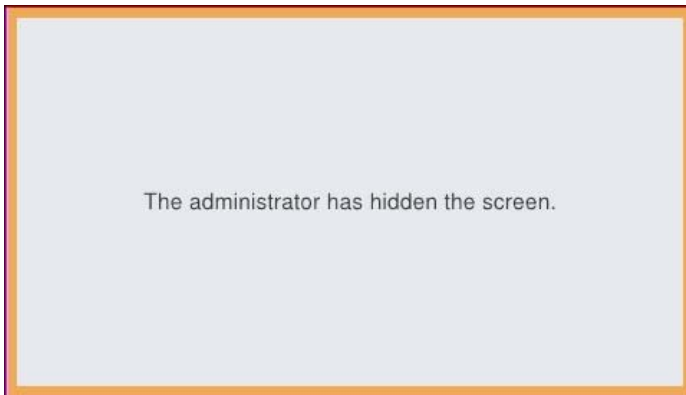 The administrator has hidden the screen.